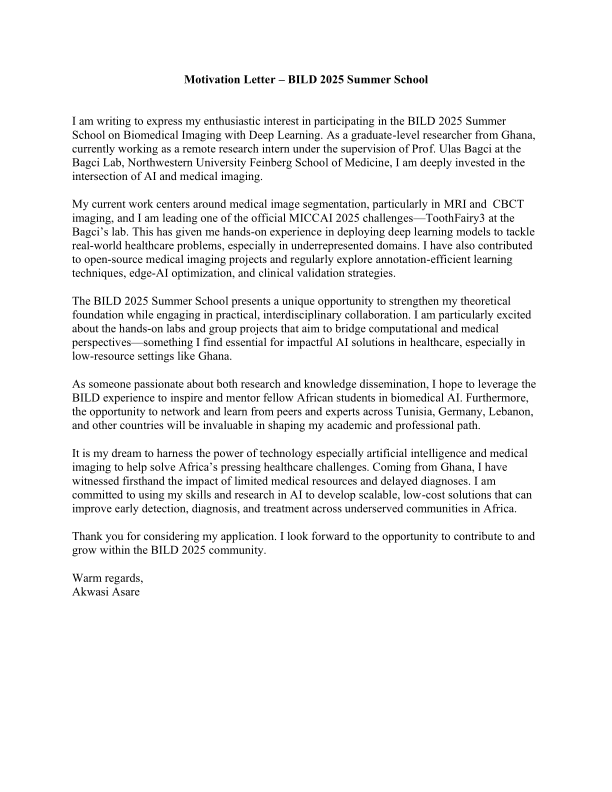 Motivation Letter – BILD 2025 Summer School
I am writing to express my enthusiastic interest in participating in the BILD 2025 Summer
School on Biomedical Imaging with Deep Learning. As a graduate-level researcher from Ghana,
currently working as a remote research intern under the supervision of Prof. Ulas Bagci at the
Bagci Lab, Northwestern University Feinberg School of Medicine, I am deeply invested in the
intersection of AI and medical imaging.
My current work centers around medical image segmentation, particularly in MRI and  CBCT
imaging, and I am leading one of the official MICCAI 2025 challenges—ToothFairy3 at the
Bagci's lab. This has given me hands-on experience in deploying deep learning models to tackle
real-world healthcare problems, especially in underrepresented domains. I have also contributed
to open-source medical imaging projects and regularly explore annotation-efficient learning
techniques, edge-AI optimization, and clinical validation strategies.
The BILD 2025 Summer School presents a unique opportunity to strengthen my theoretical
foundation while engaging in practical, interdisciplinary collaboration. I am particularly excited
about the hands-on labs and group projects that aim to bridge computational and medical
perspectives—something I find essential for impactful AI solutions in healthcare, especially in
low-resource settings like Ghana.
As someone passionate about both research and knowledge dissemination, I hope to leverage the
BILD experience to inspire and mentor fellow African students in biomedical AI. Furthermore,
the opportunity to network and learn from peers and experts across Tunisia, Germany, Lebanon,
and other countries will be invaluable in shaping my academic and professional path.
It is my dream to harness the power of technology especially artificial intelligence and medical
imaging to help solve Africa's pressing healthcare challenges. Coming from Ghana, I have
witnessed firsthand the impact of limited medical resources and delayed diagnoses. I am
committed to using my skills and research in AI to develop scalable, low-cost solutions that can
improve early detection, diagnosis, and treatment across underserved communities in Africa.
Thank you for considering my application. I look forward to the opportunity to contribute to and
grow within the BILD 2025 community.
Warm regards,
Akwasi Asare